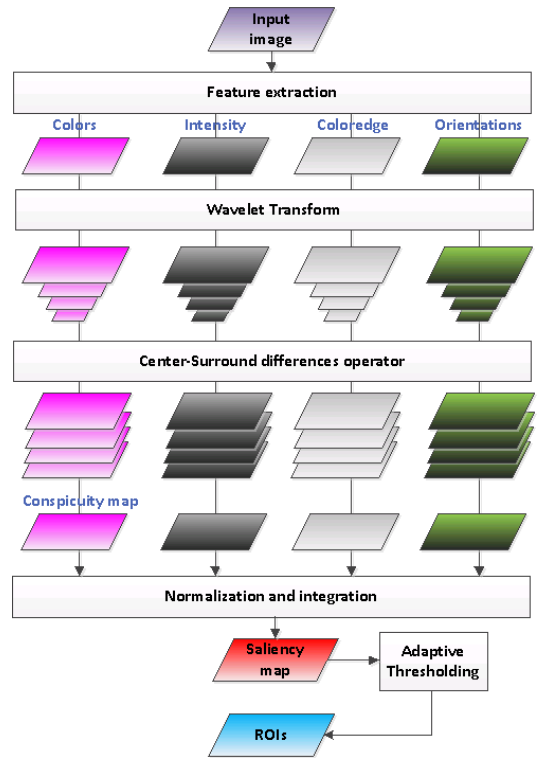 Input
image
Feature extraction
Colors Intensity Coloredge Orientations
Wavelet Transform
Center-Surround differences operator
Conspicuity map
Normalization and integration
Saliency
map
Adaptive
Thresholding
ROIs